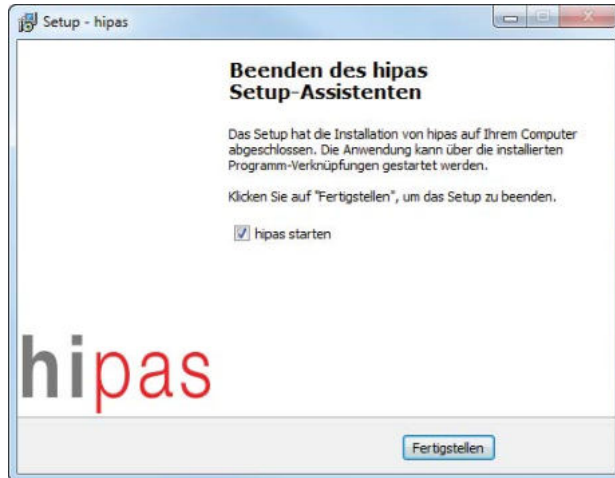 Setup - hipas
Beenden des hipas
Setup-Assistenten
Das Setup hat die Installation von hipas auf Ihrem Computer
abgeschlossen. Die Anwendung kann über die installierten
Programm-Verknüpfungen gestartet werden.
Klicken Sie auf "Fertigstellen", um das Setup zu beenden.
hipas starten
hipas
Fertigstellen